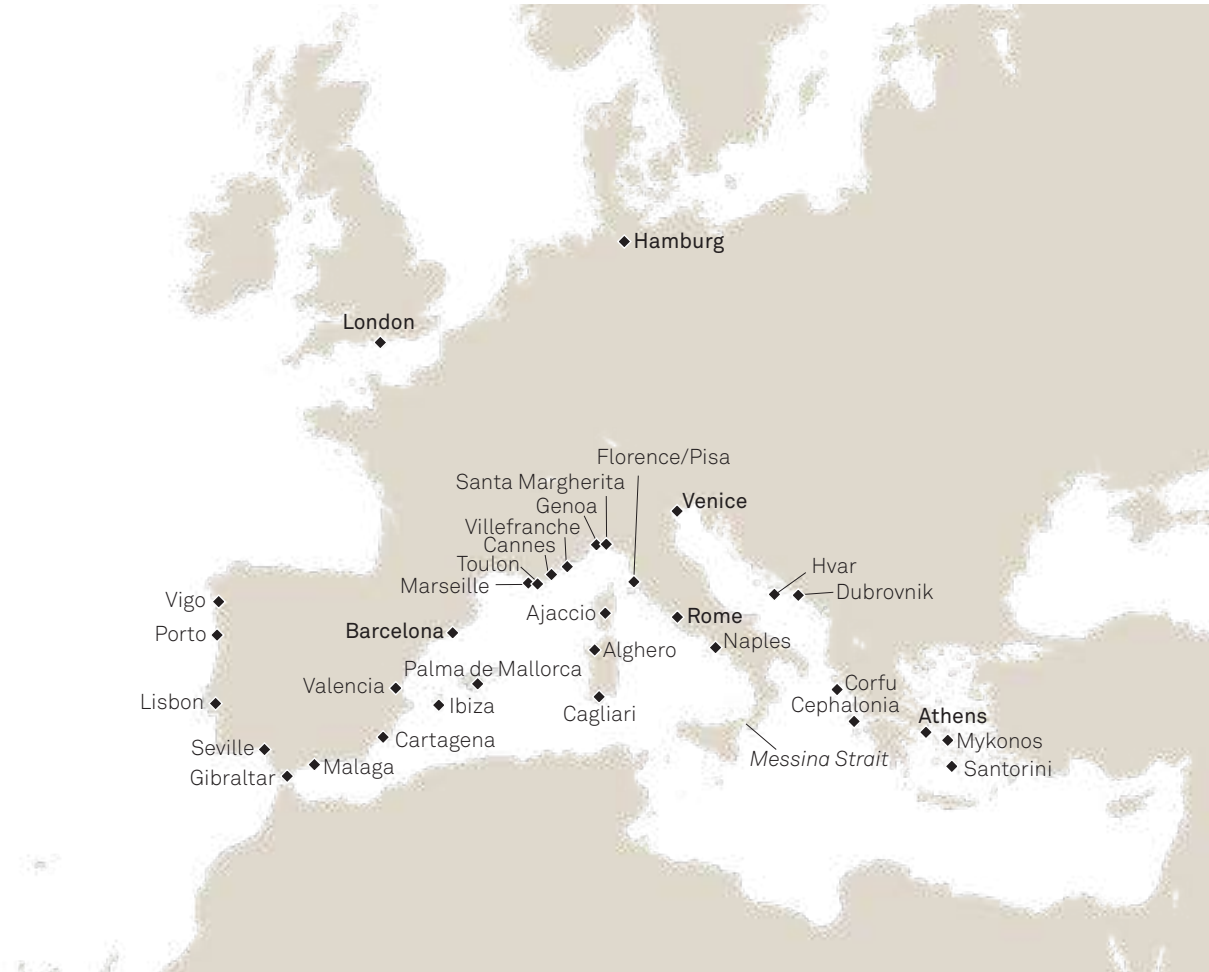 Hamburg
London
Florence/Pisa
Santa Margherita
Venice
Genoa
Villefranche
Cannes
Toulon
Marseille
Hvar
Dubrovnik
Vigo
Ajaccio
Rome
Porto
Barcelona
Naples
Alghero
Palma de Mallorca
Valencia
Corfu
Lisbon
Ibiza
Cephalonia
Cagliari
Athens
Cartagena
Mykonos
Seville
Messina Strait
Malaga
Santorini
Gibraltar